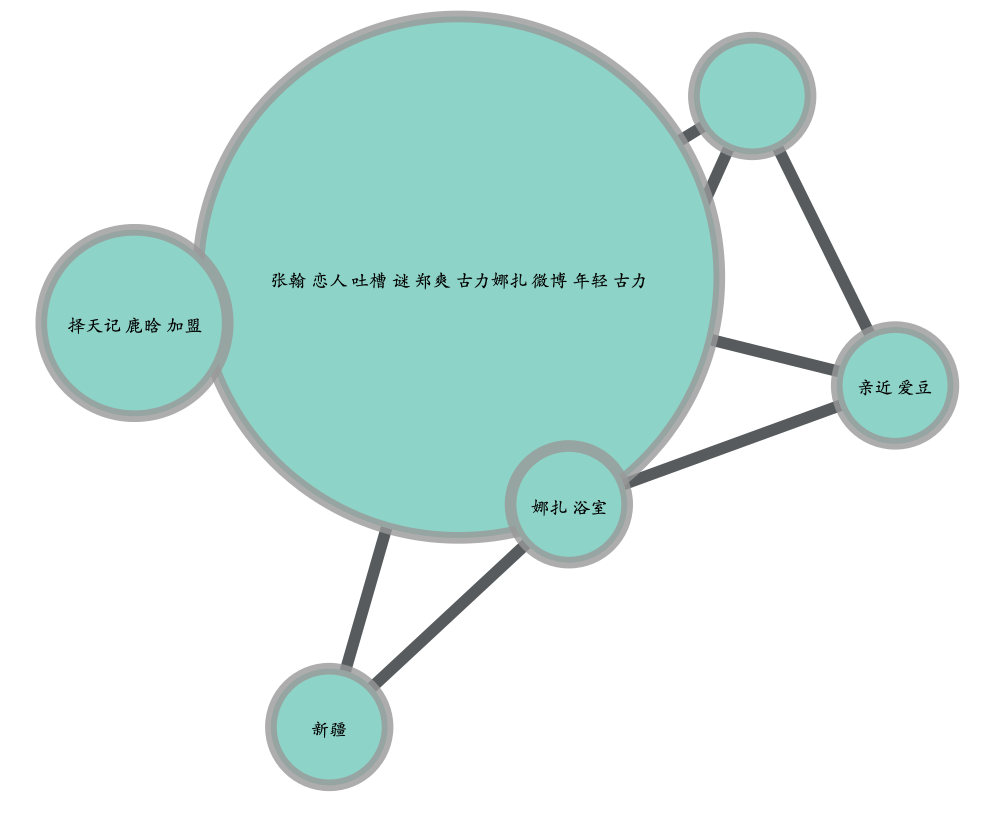 张翰 恋人 吐槽 谜 郑爽 古力娜扎 微博 年轻 古力
择天记 鹿晗 加盟
亲近 爱豆
娜扎 浴室
新疆